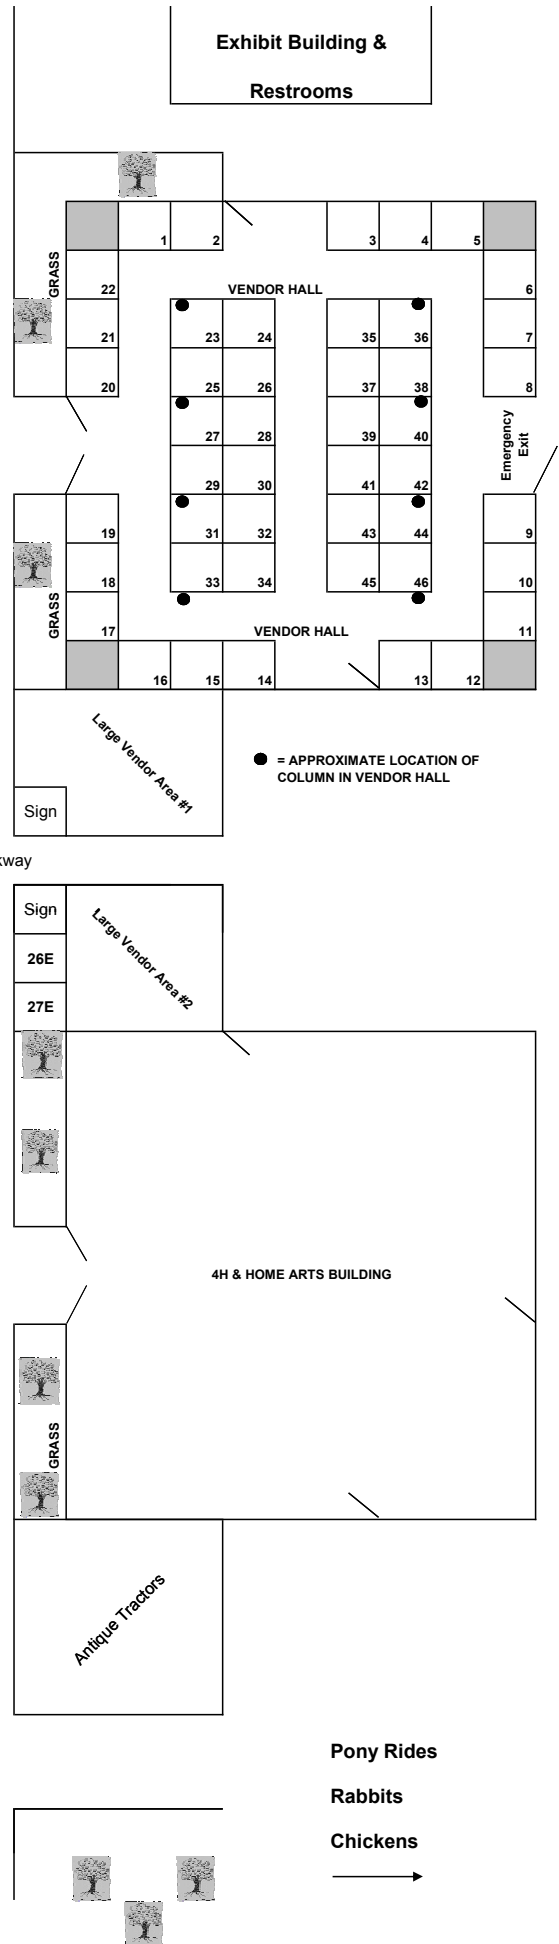 Exhibit Building &
Restrooms
1 2 3 4 5
GRASS
22 VENDOR HALL 6
21 23 24 35 36 7
20 25 26 37 38 8
27 28 39 40
Emergency
Exit
29 30 41 42
19 31 32 43 44 9
18 33 34 45 46 10
GRASS
17 VENDOR HALL 11
16 15 14 13 12
Large Vendor Area #1
= APPROXIMATE LOCATION OF
COLUMN IN VENDOR HALL
Sign
kway
Sign
Large Vendor Area #2
26E
27E
4H & HOME ARTS BUILDING
GRASS
Antique Tractors
Pony Rides
Rabbits
Chickens